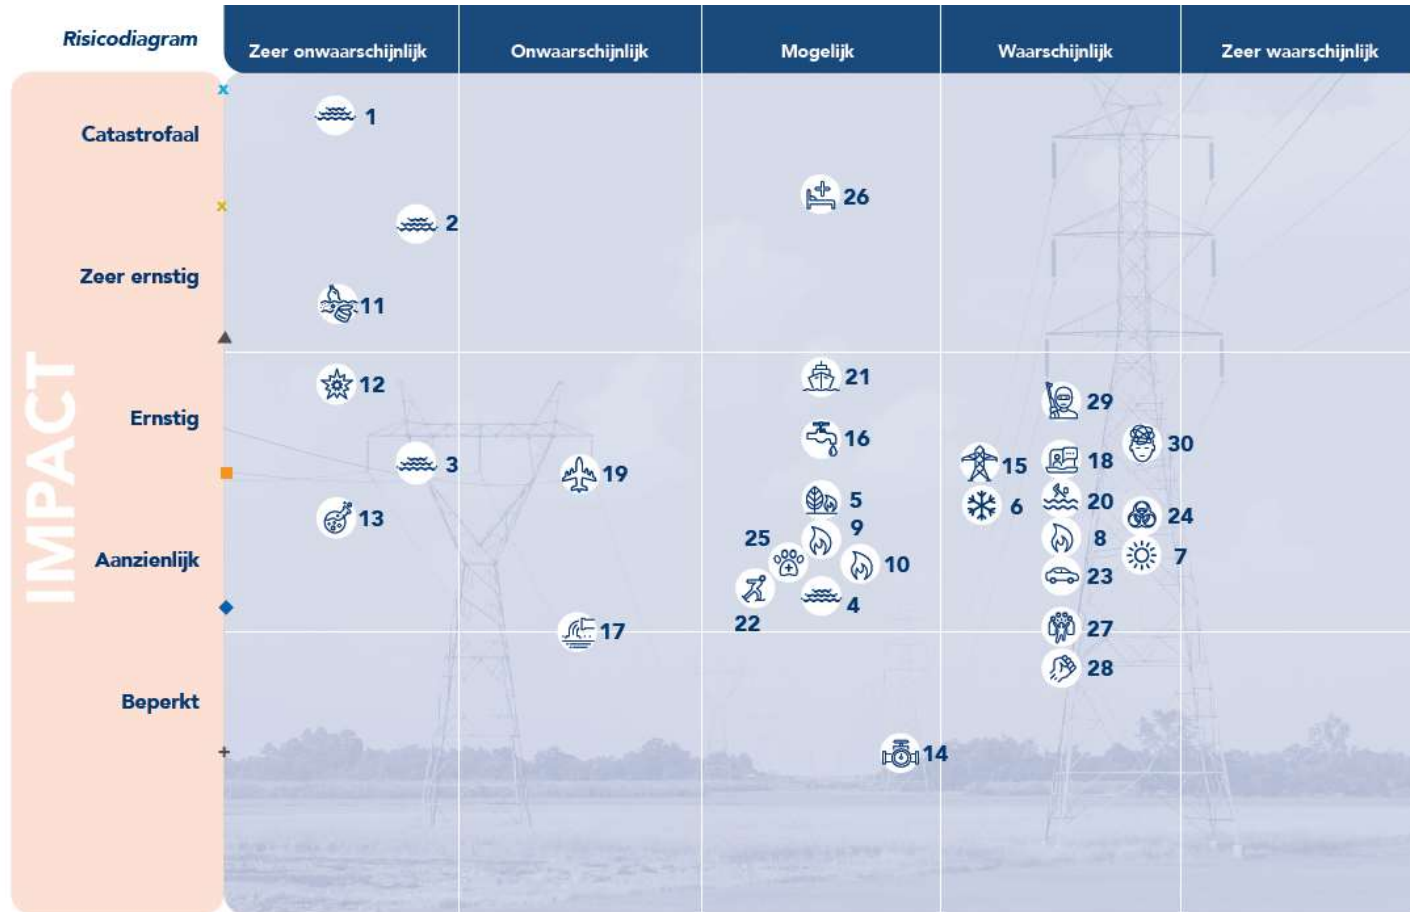 Risicodiagram
Zeer onwaarschijnlijk
Onwaarschijnlijk
Mogelijk
Waarschijnlijk
Zeer waarschijnlijk
IMPACT
Catastrofaal
Zeer ernstig
Ernstig
Aanzienlijk
Beperkt
1
26
2
11
21
12
29
16
30
18
3
15
19
5
20
6
24
13
9
8
25
7
10
23
4
22
27
17
28
14